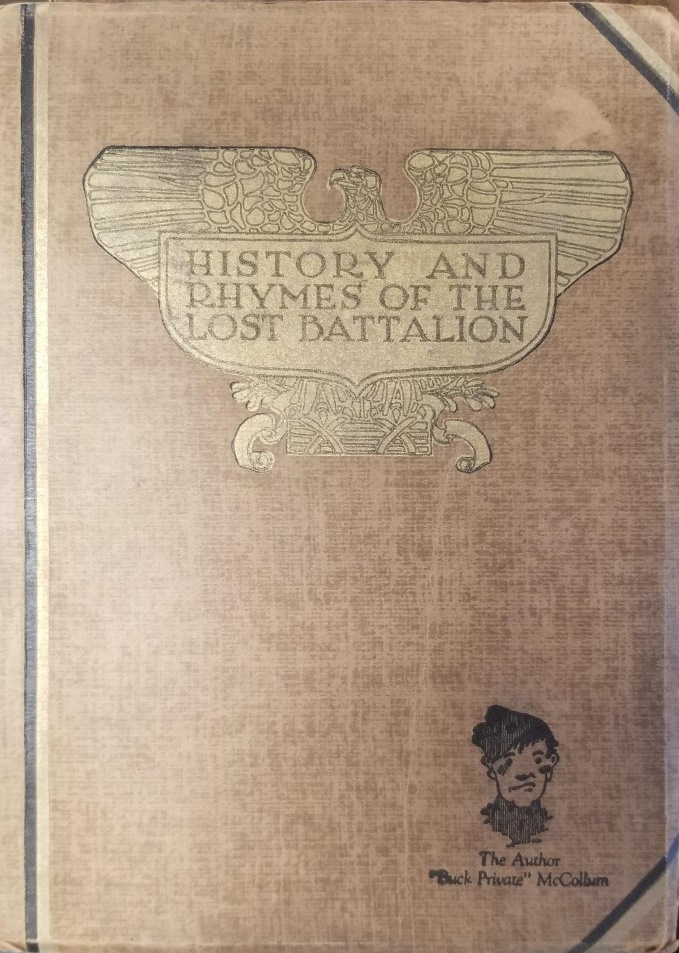 HISTORY AND
RHYMES OF THE
LOST BATTALION
The Author
"Buck Private" McCollum